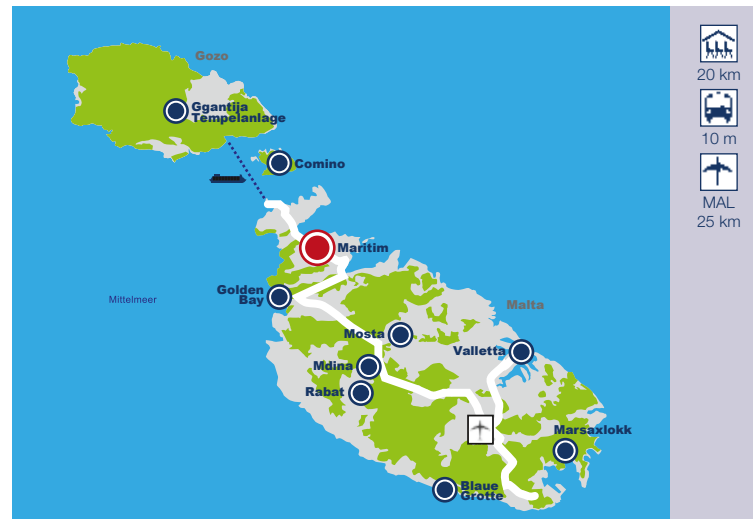 Gozo
Ggantija
Tempelanlage
Comino
Maritim
Golden
Bay
Mittelmeer
Malta
Mosta
Valletta
Mdina
Rabat
Marsaxlokk
Blaue
Grotte
20 km
10 m
MAL
25 km